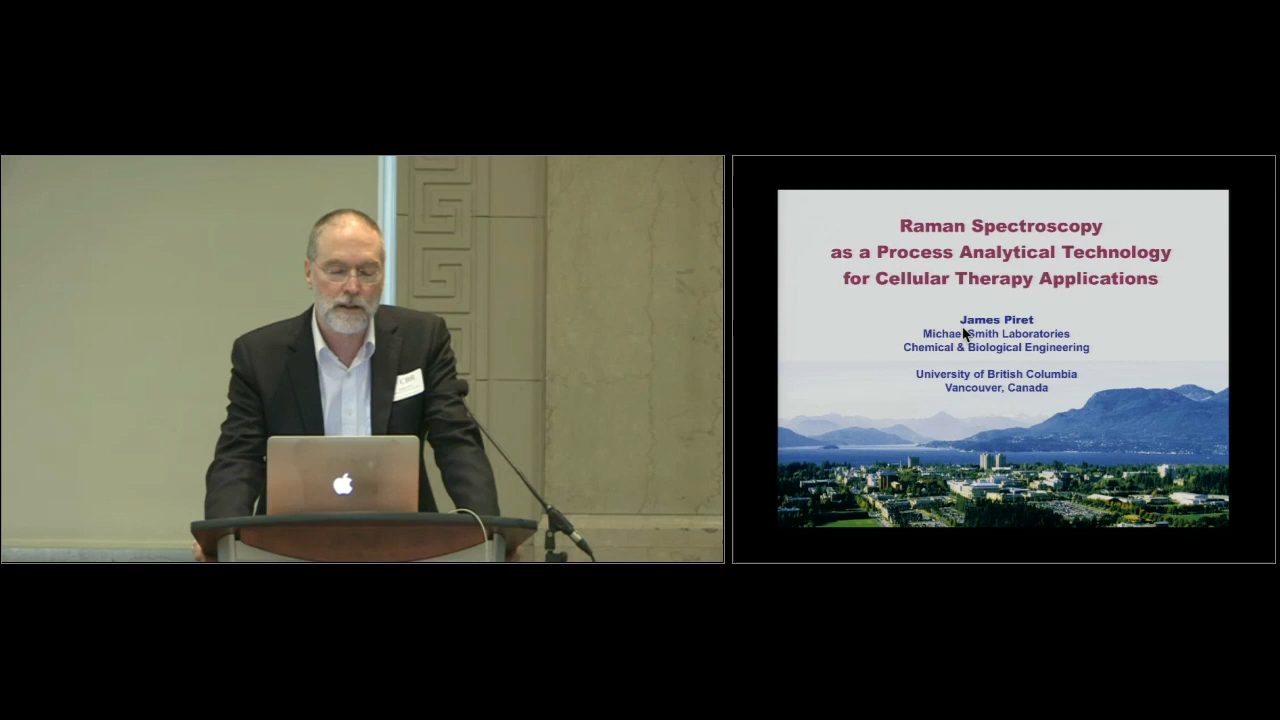 CBR
Raman Spectroscopy
as a Process Analytical Technology
for Cellular Therapy Applications
James Piret
Michael Smith Laboratories
Chemical & Biological Engineering
University of British Columbia
Vancouver, Canada